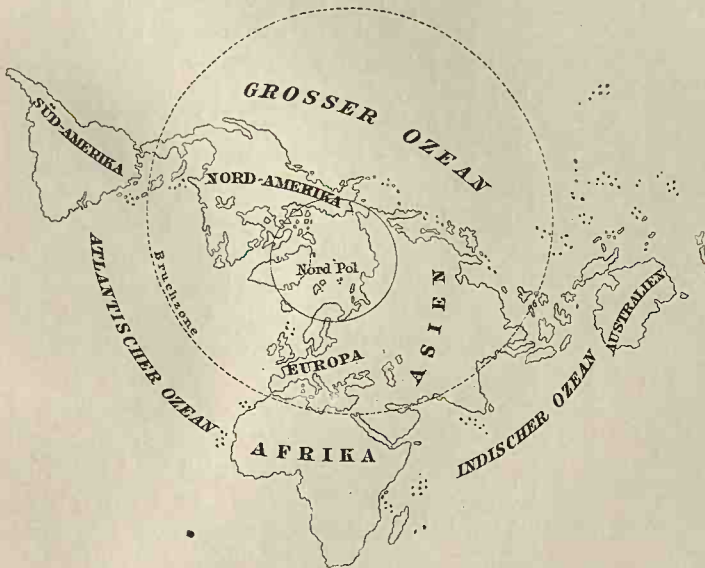 GROSSER OZEAN
SÜD-AMERIKA
NORD-AMERIKA
Nord Pol
Bruchzone
ATLANTISCHER OZEAN
EUROPA
ASIEN
AUSTRALIEN
INDISCHER OZEAN
AFRIKA